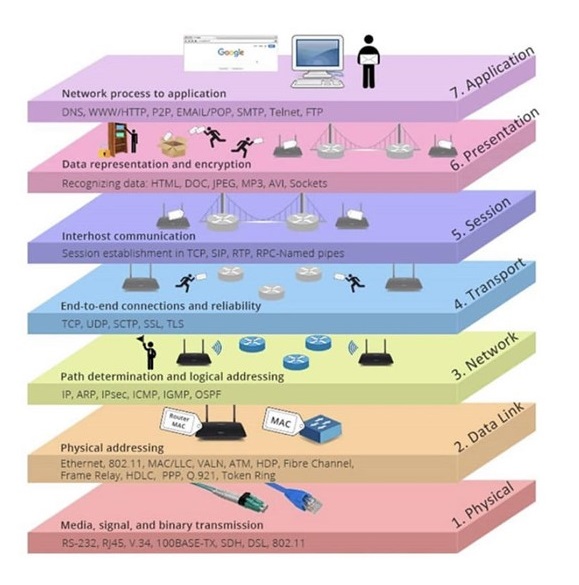 Google
7. Application
Network process to application
DNS, WWW/HTTP, P2P, EMAIL/POP, SMTP, Telnet, FTP
6. Presentation
Data representation and encryption
Recognizing data: HTML, DOC, JPEG, MP3, AVI, Sockets
5. Session
Interhost communication
Session establishment in TCP, SIP, RTP, RPC-Named pipes
4. Transport
End-to-end connections and reliability
TCP, UDP, SCTP, SSL, TLS
3. Network
Path determination and logical addressing
IP, ARP, IPsec, ICMP, IGMP, OSPF
2. Data Link
Router
MAC
MAC
Physical addressing
Ethernet, 802.11, MAC/LLC, VALN, ATM, HDP, Fibre Channel,
Frame Relay, HDLC, PPP, Q.921, Token Ring
1. Physical
Media, signal, and binary transmission
RS-232, RJ45, V.34, 100BASE-TX, SDH, DSL, 802.11